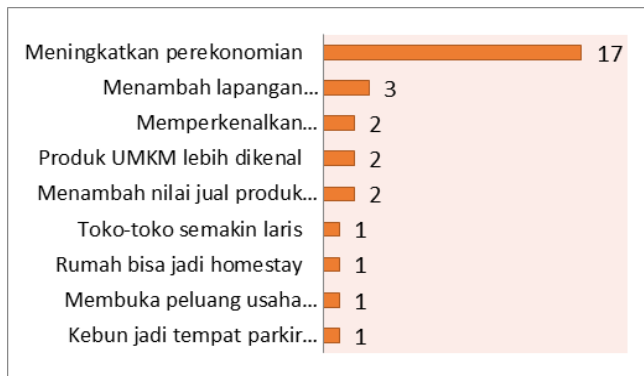 Meningkatkan perekonomian 17
Menambah lapangan... 3
Memperkenalkan... 2
Produk UMKM lebih dikenal 2
Menambah nilai jual produk... 2
Toko-toko semakin laris 1
Rumah bisa jadi homestay 1
Membuka peluang usaha... 1
Kebun jadi tempat parkir... 1